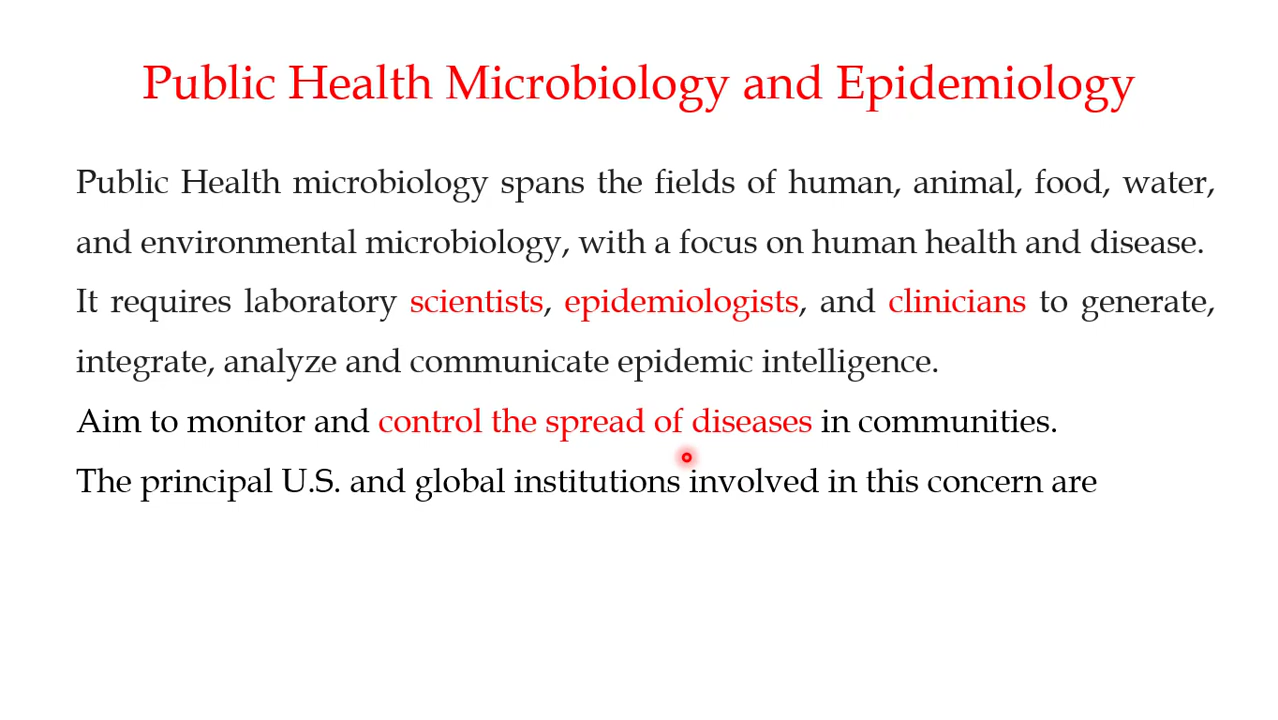 Public Health Microbiology and Epidemiology
Public Health microbiology spans the fields of human, animal, food, water,
and environmental microbiology, with a focus on human health and disease.
It requires laboratory scientists, epidemiologists, and clinicians to generate,
integrate, analyze and communicate epidemic intelligence.
Aim to monitor and control the spread of diseases in communities.
The principal U.S. and global institutions involved in this concern are